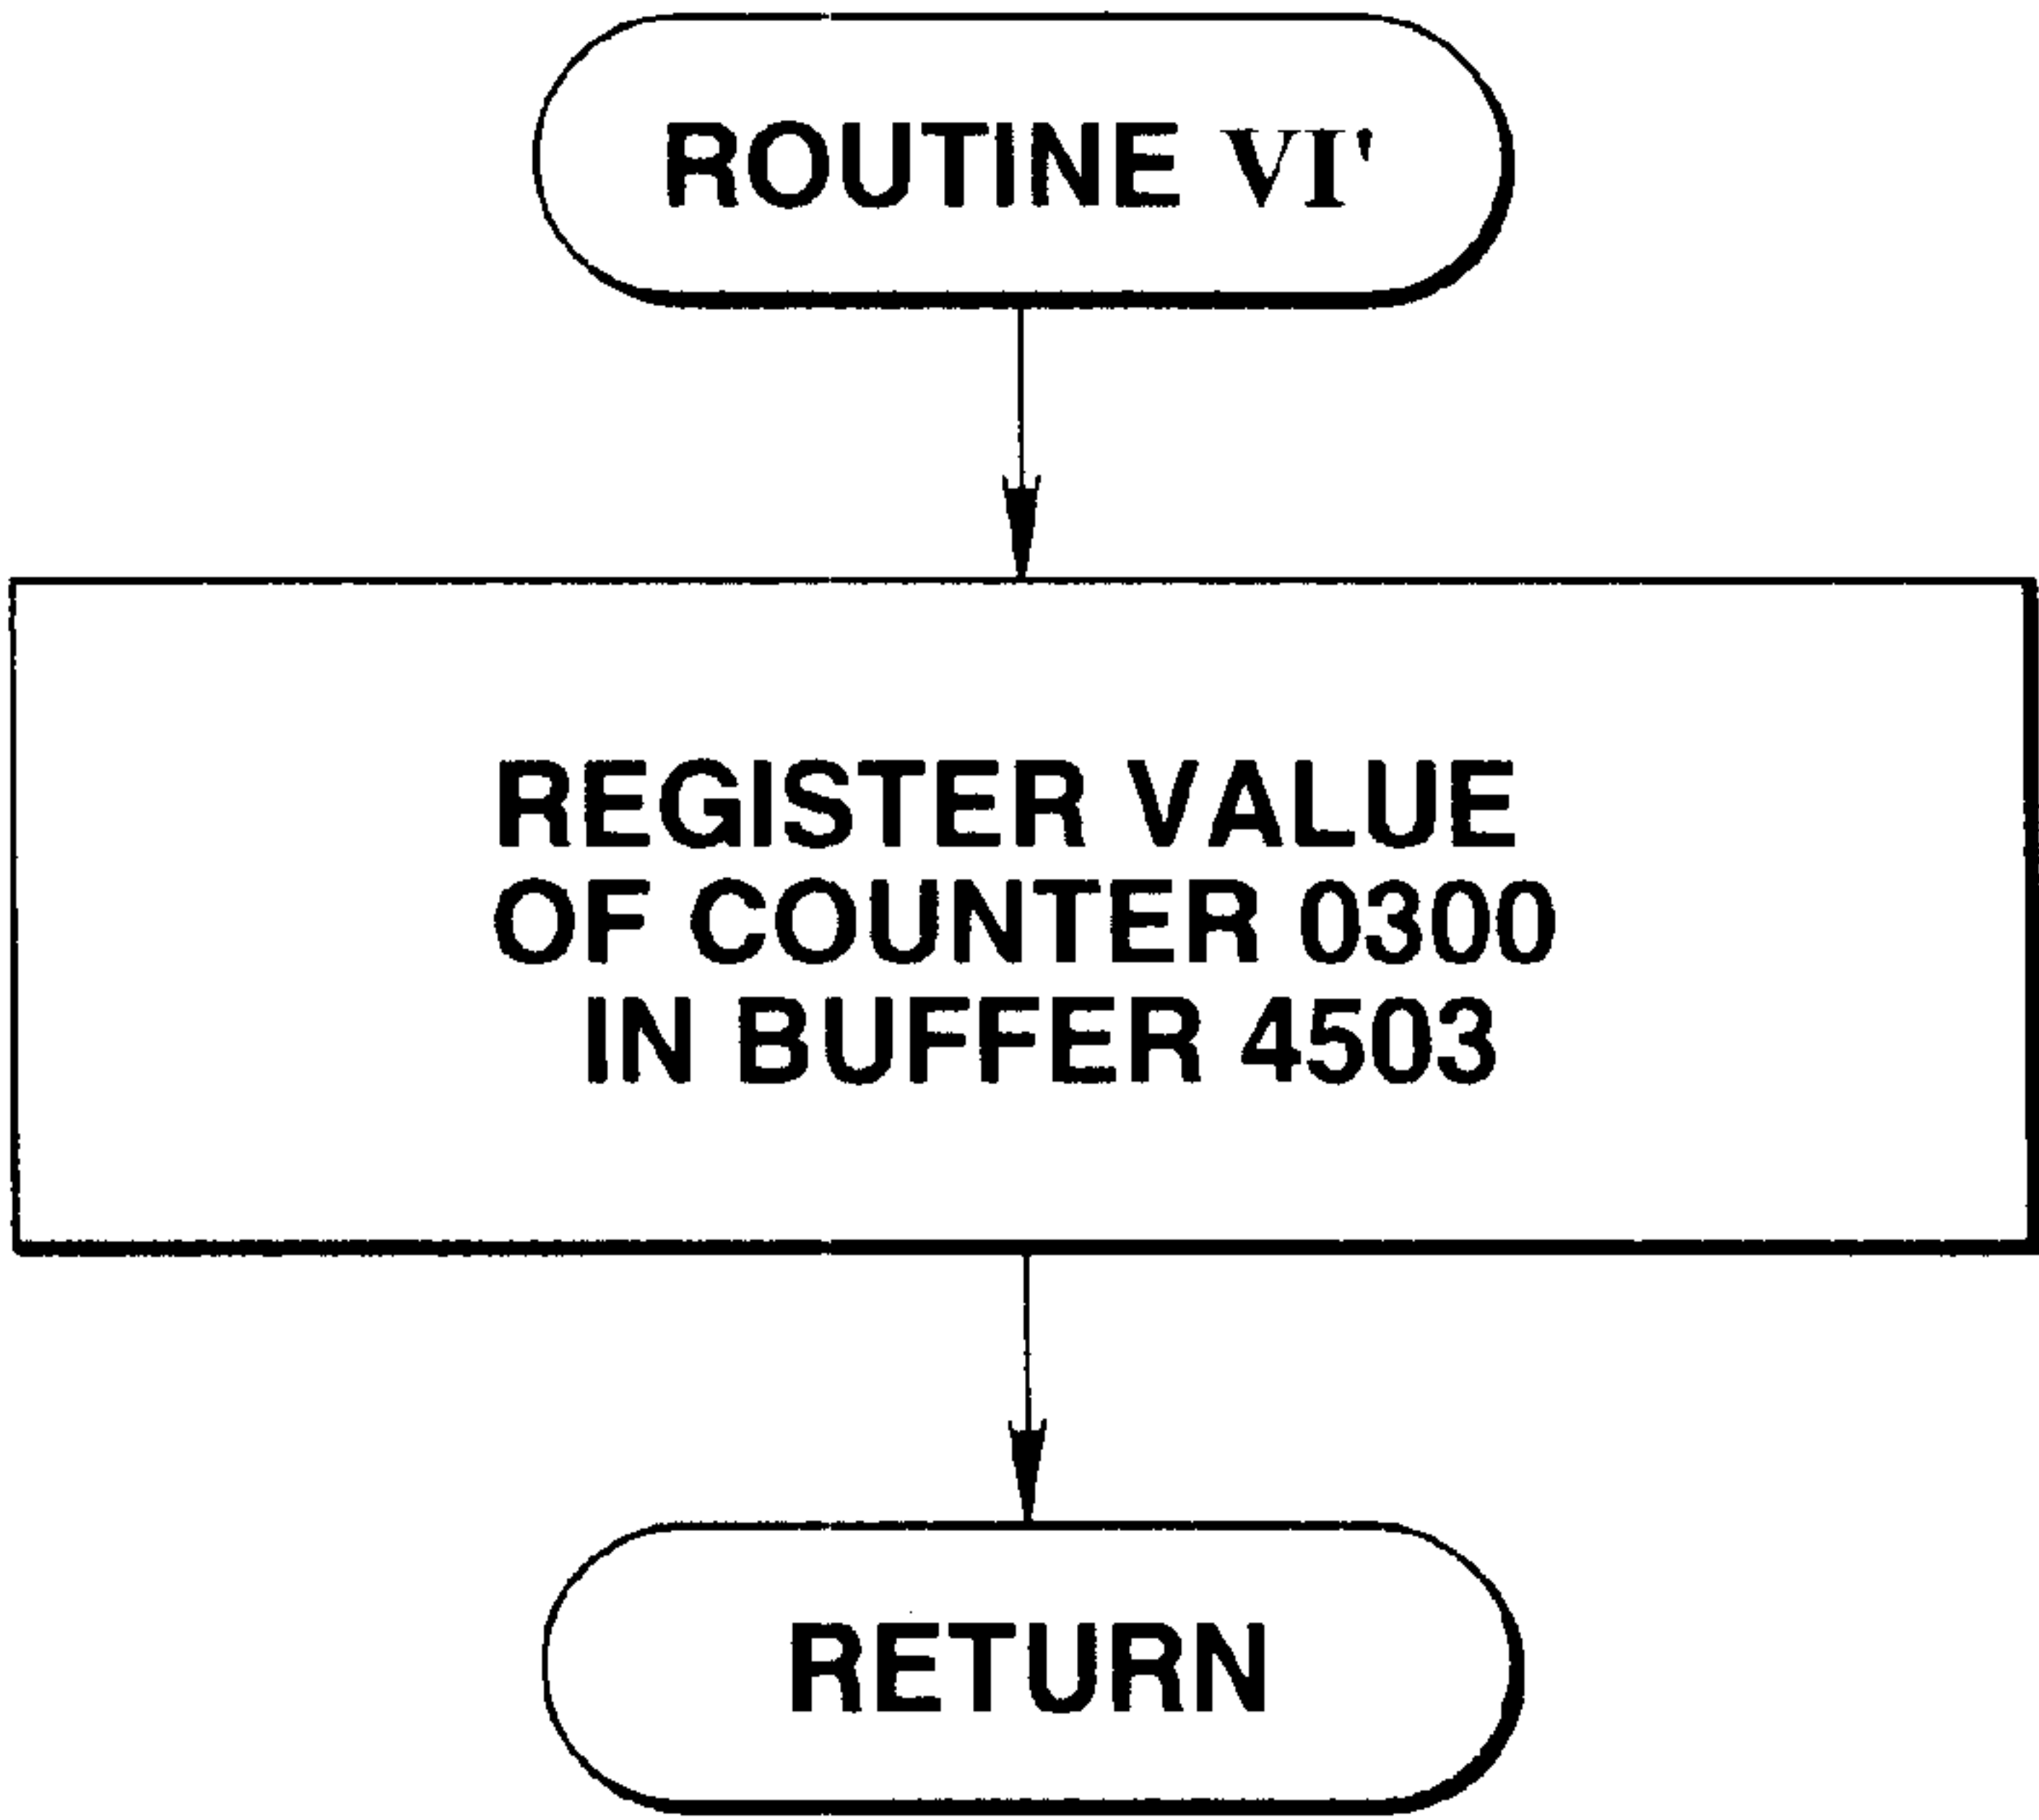 ROUTINE VI'
REGISTER VALUE
OF COUNTER 0300
IN BUFFER 4503
RETURN